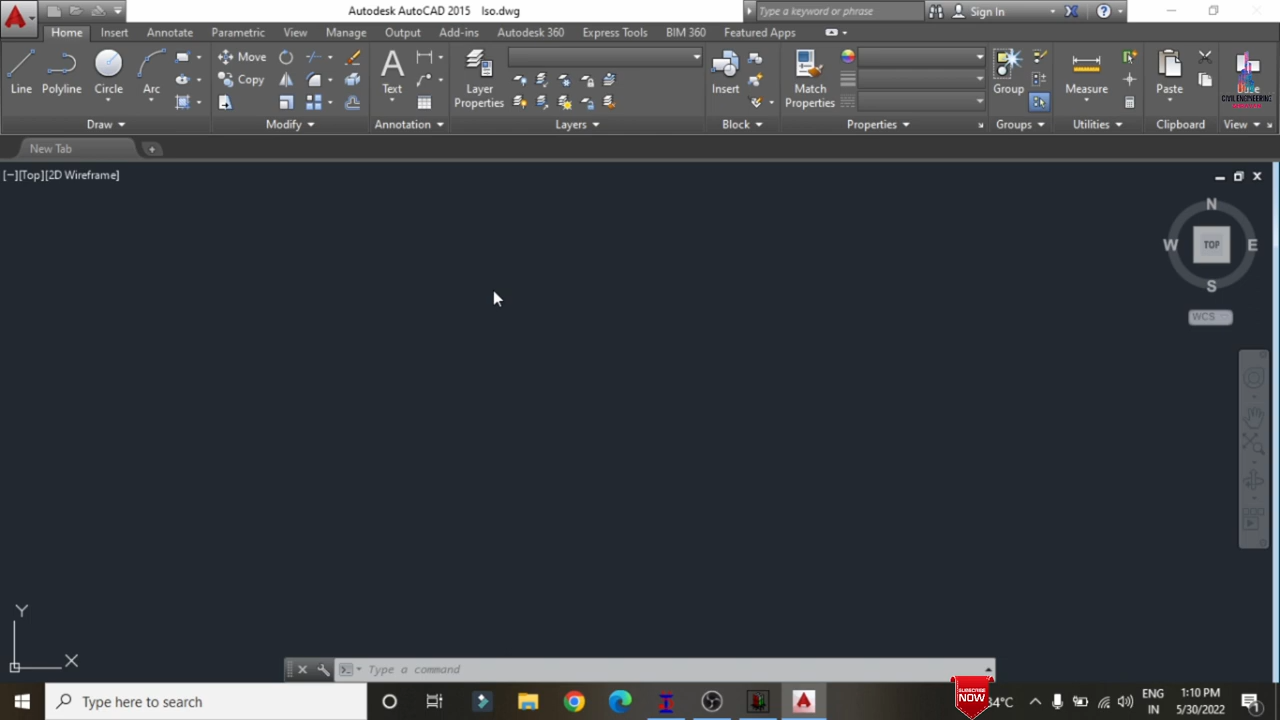 Autodesk AutoCAD 2015 Iso.dwg
Type a keyword or phrase
Sign In
Home Insert Annotate Parametric View Manage Output Add-ins Autodesk 360 Express Tools BIM 360 Featured Apps
Line Polyline Circle Arc
Move
Copy
Text
Layer Properties
Insert
Match Properties
Group
Measure
Paste
CIVIL ENGINEERING
Draw Modify Annotation Layers Block Properties Groups Utilities Clipboard View
New Tab
[−][Top][2D Wireframe]
N
W TOP E
S
WCS
Y
X
Type a command
Type here to search
SUBSCRIBE
NOW
34°C
ENG
IN
1:10 PM
5/30/2022
1